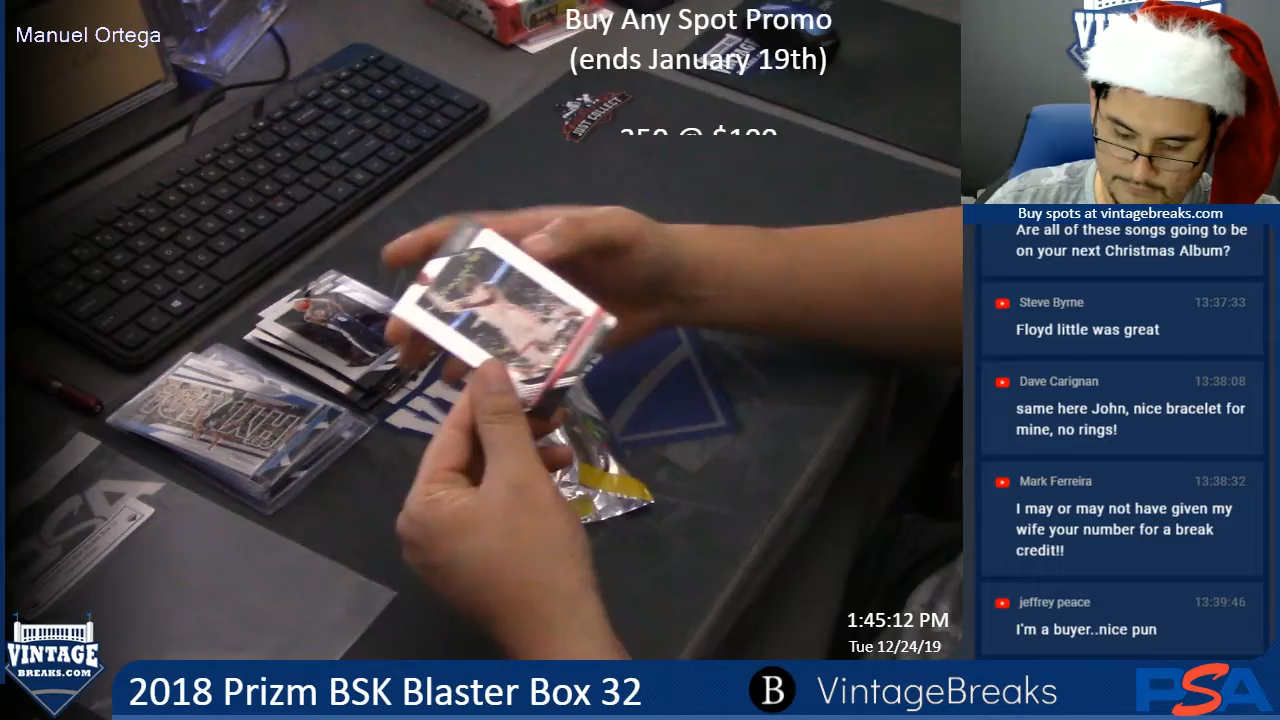 Manuel Ortega
Buy Any Spot Promo
(ends January 19th)
JUST COLLECT
Buy spots at vintagebreaks.com
Are all of these songs going to be
on your next Christmas Album?
Steve Byrne 13:37:33
Floyd little was great
Dave Carignan 13:38:08
same here John, nice bracelet for
mine, no rings!
Mark Ferreira 13:38:32
I may or may not have given my
wife your number for a break
credit!!
jeffrey peace 13:39:46
I'm a buyer..nice pun
PSA
1:45:12 PM
Tue 12/24/19
VINTAGE
BREAKS.COM
2018 Prizm BSK Blaster Box 32
B VintageBreaks
PSA